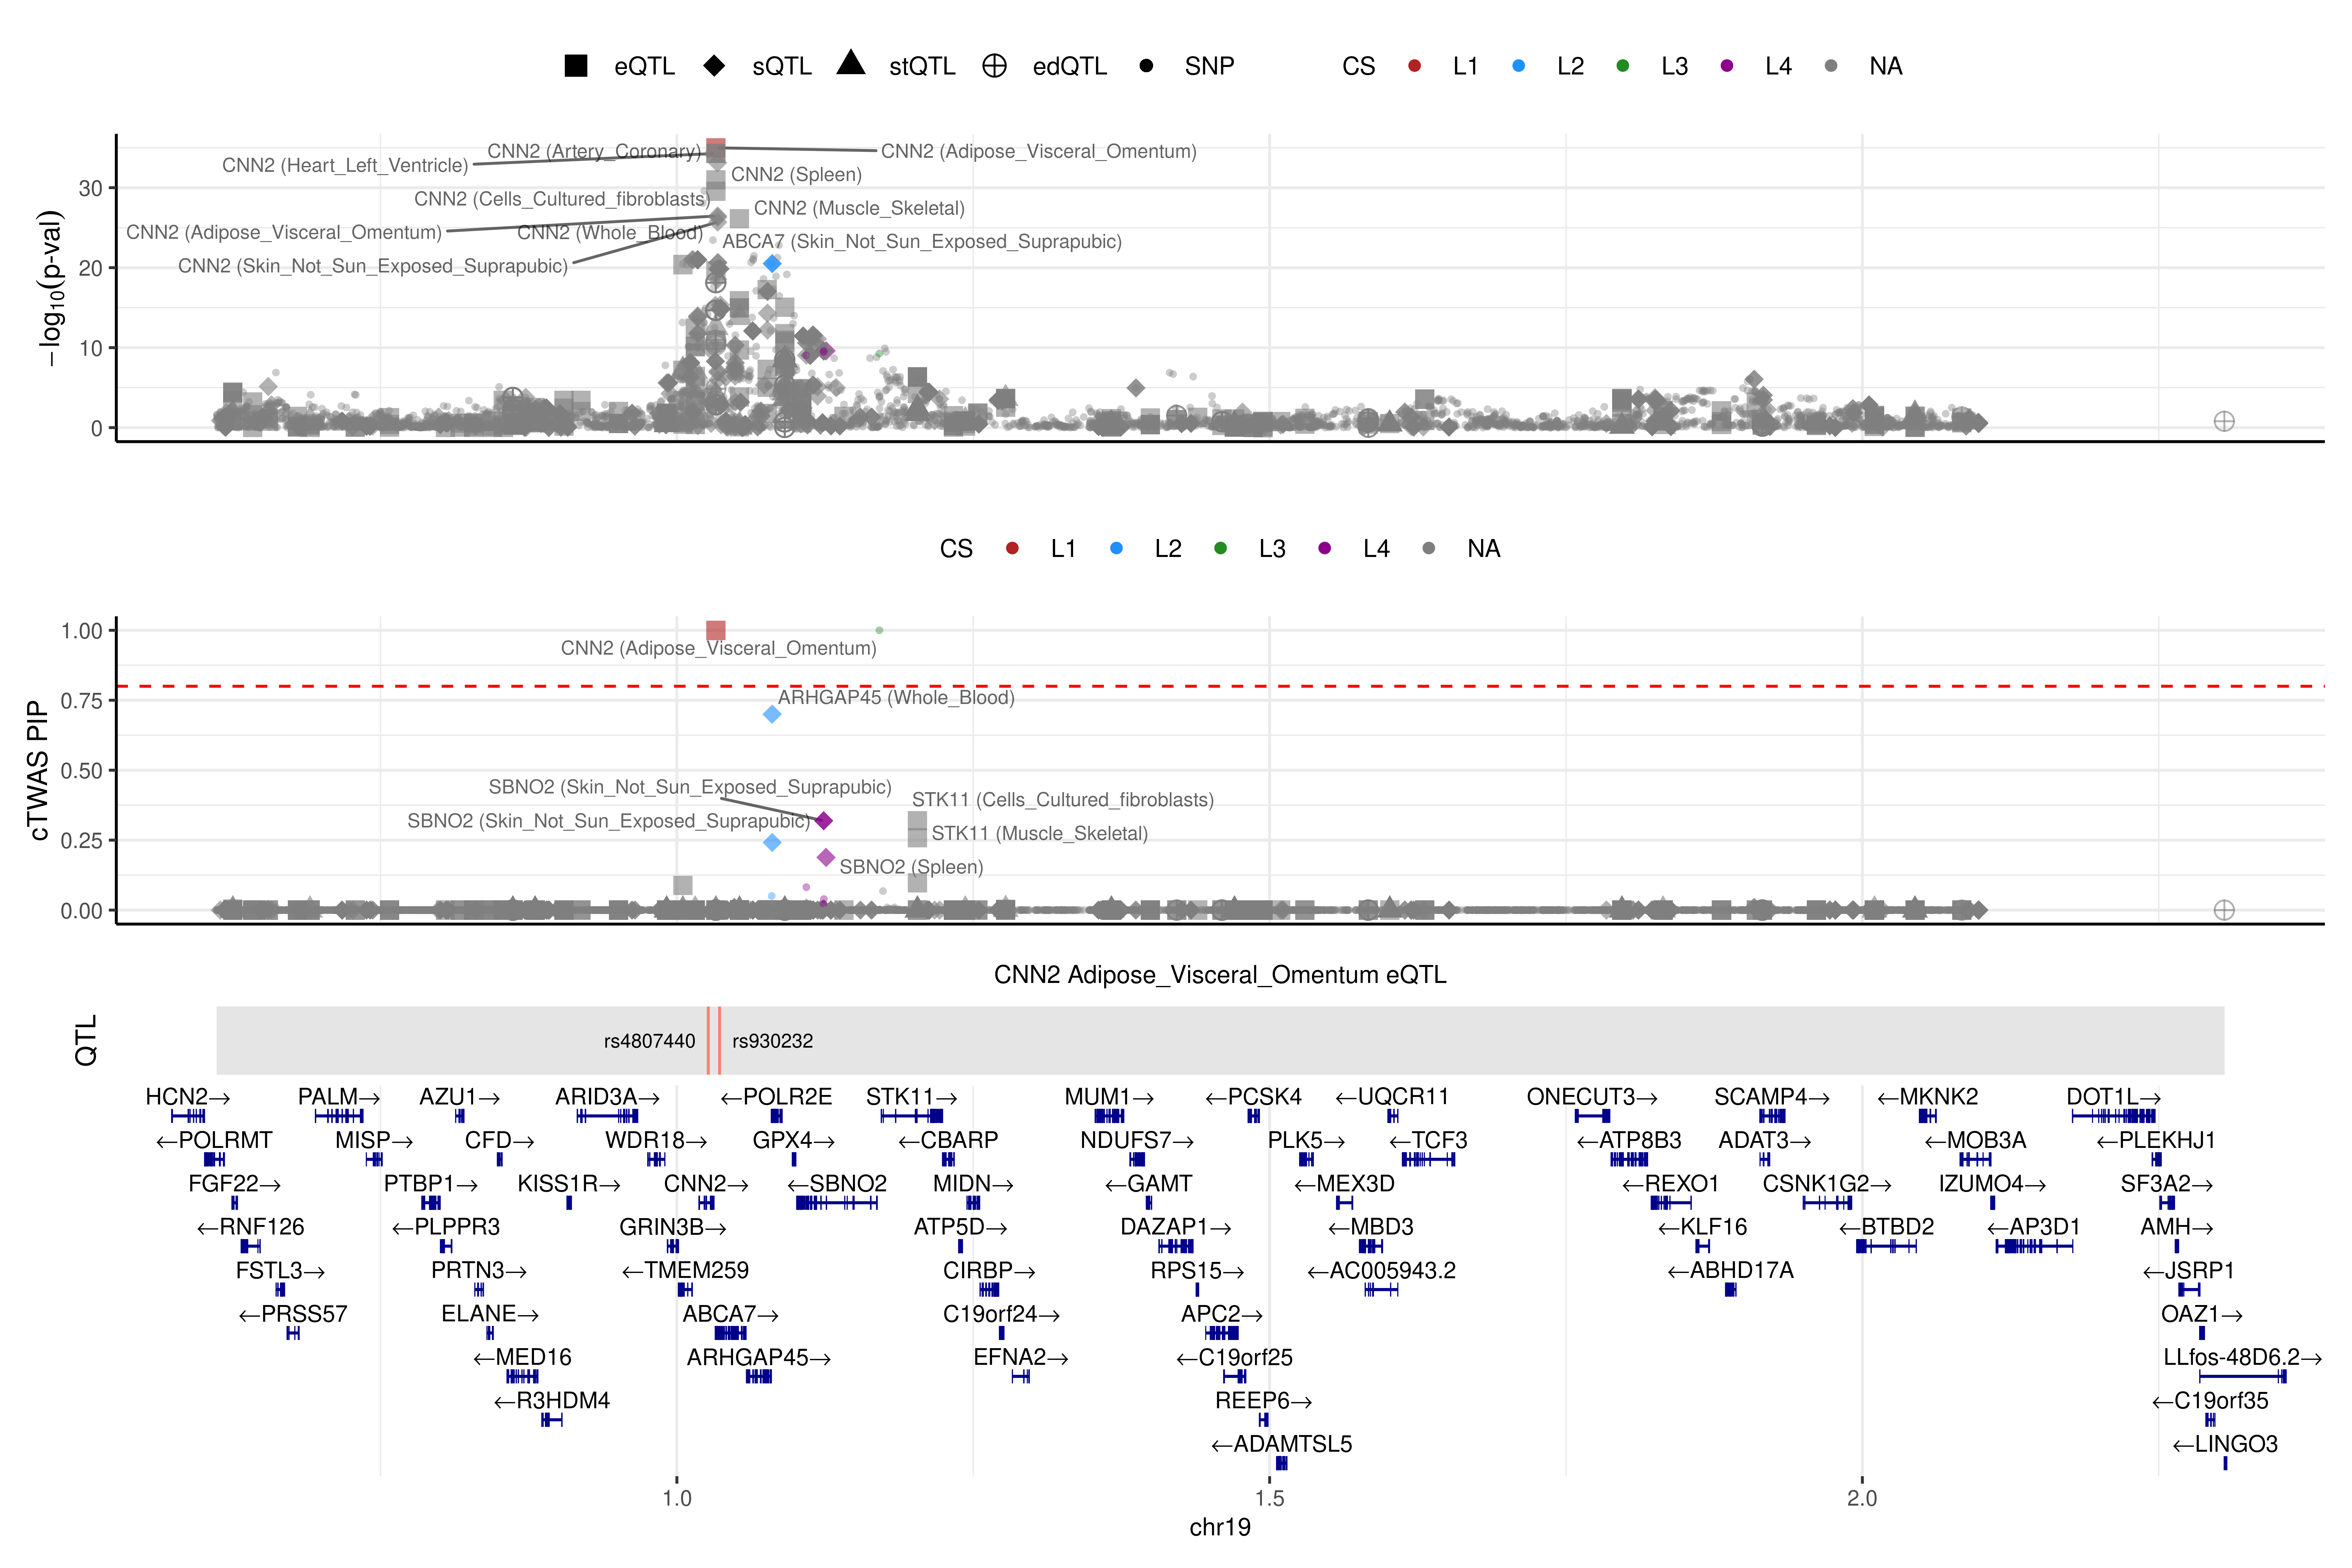 eQTL sQTL stQTL edQTL SNP CS L1 L2 L3 L4 NA
−log10(p-val)
30
20
10
0
CNN2 (Artery_Coronary)
CNN2 (Adipose_Visceral_Omentum)
CNN2 (Heart_Left_Ventricle)
CNN2 (Spleen)
CNN2 (Cells_Cultured_fibroblasts)
CNN2 (Muscle_Skeletal)
CNN2 (Adipose_Visceral_Omentum)
CNN2 (Whole_Blood)
ABCA7 (Skin_Not_Sun_Exposed_Suprapubic)
CNN2 (Skin_Not_Sun_Exposed_Suprapubic)
CS L1 L2 L3 L4 NA
cTWAS PIP
1.00
0.75
0.50
0.25
0.00
CNN2 (Adipose_Visceral_Omentum)
ARHGAP45 (Whole_Blood)
SBNO2 (Skin_Not_Sun_Exposed_Suprapubic)
STK11 (Cells_Cultured_fibroblasts)
SBNO2 (Skin_Not_Sun_Exposed_Suprapubic)
STK11 (Muscle_Skeletal)
SBNO2 (Spleen)
CNN2 Adipose_Visceral_Omentum eQTL
QTL
rs4807440 rs930232
HCN2→ PALM→ AZU1→ ARID3A→ ←POLR2E STK11→ MUM1→ ←PCSK4 ←UQCR11 ONECUT3→ SCAMP4→ ←MKNK2 DOT1L→
←POLRMT MISP→ CFD→ WDR18→ GPX4→ ←CBARP NDUFS7→ PLK5→ ←TCF3 ←ATP8B3 ADAT3→ ←MOB3A ←PLEKHJ1
FGF22→ PTBP1→ KISS1R→ CNN2→ ←SBNO2 MIDN→ ←GAMT ←MEX3D ←REXO1 CSNK1G2→ IZUMO4→ SF3A2→
←RNF126 ←PLPPR3 GRIN3B→ ATP5D→ DAZAP1→ ←MBD3 ←KLF16 ←BTBD2 ←AP3D1 AMH→
FSTL3→ PRTN3→ ←TMEM259 CIRBP→ RPS15→ ←AC005943.2 ←ABHD17A ←JSRP1
←PRSS57 ELANE→ ABCA7→ C19orf24→ APC2→ OAZ1→
←MED16 ARHGAP45→ EFNA2→ ←C19orf25 LLfos-48D6.2→
←R3HDM4 REEP6→ ←C19orf35
←ADAMTSL5 ←LINGO3
1.0 1.5 2.0
chr19